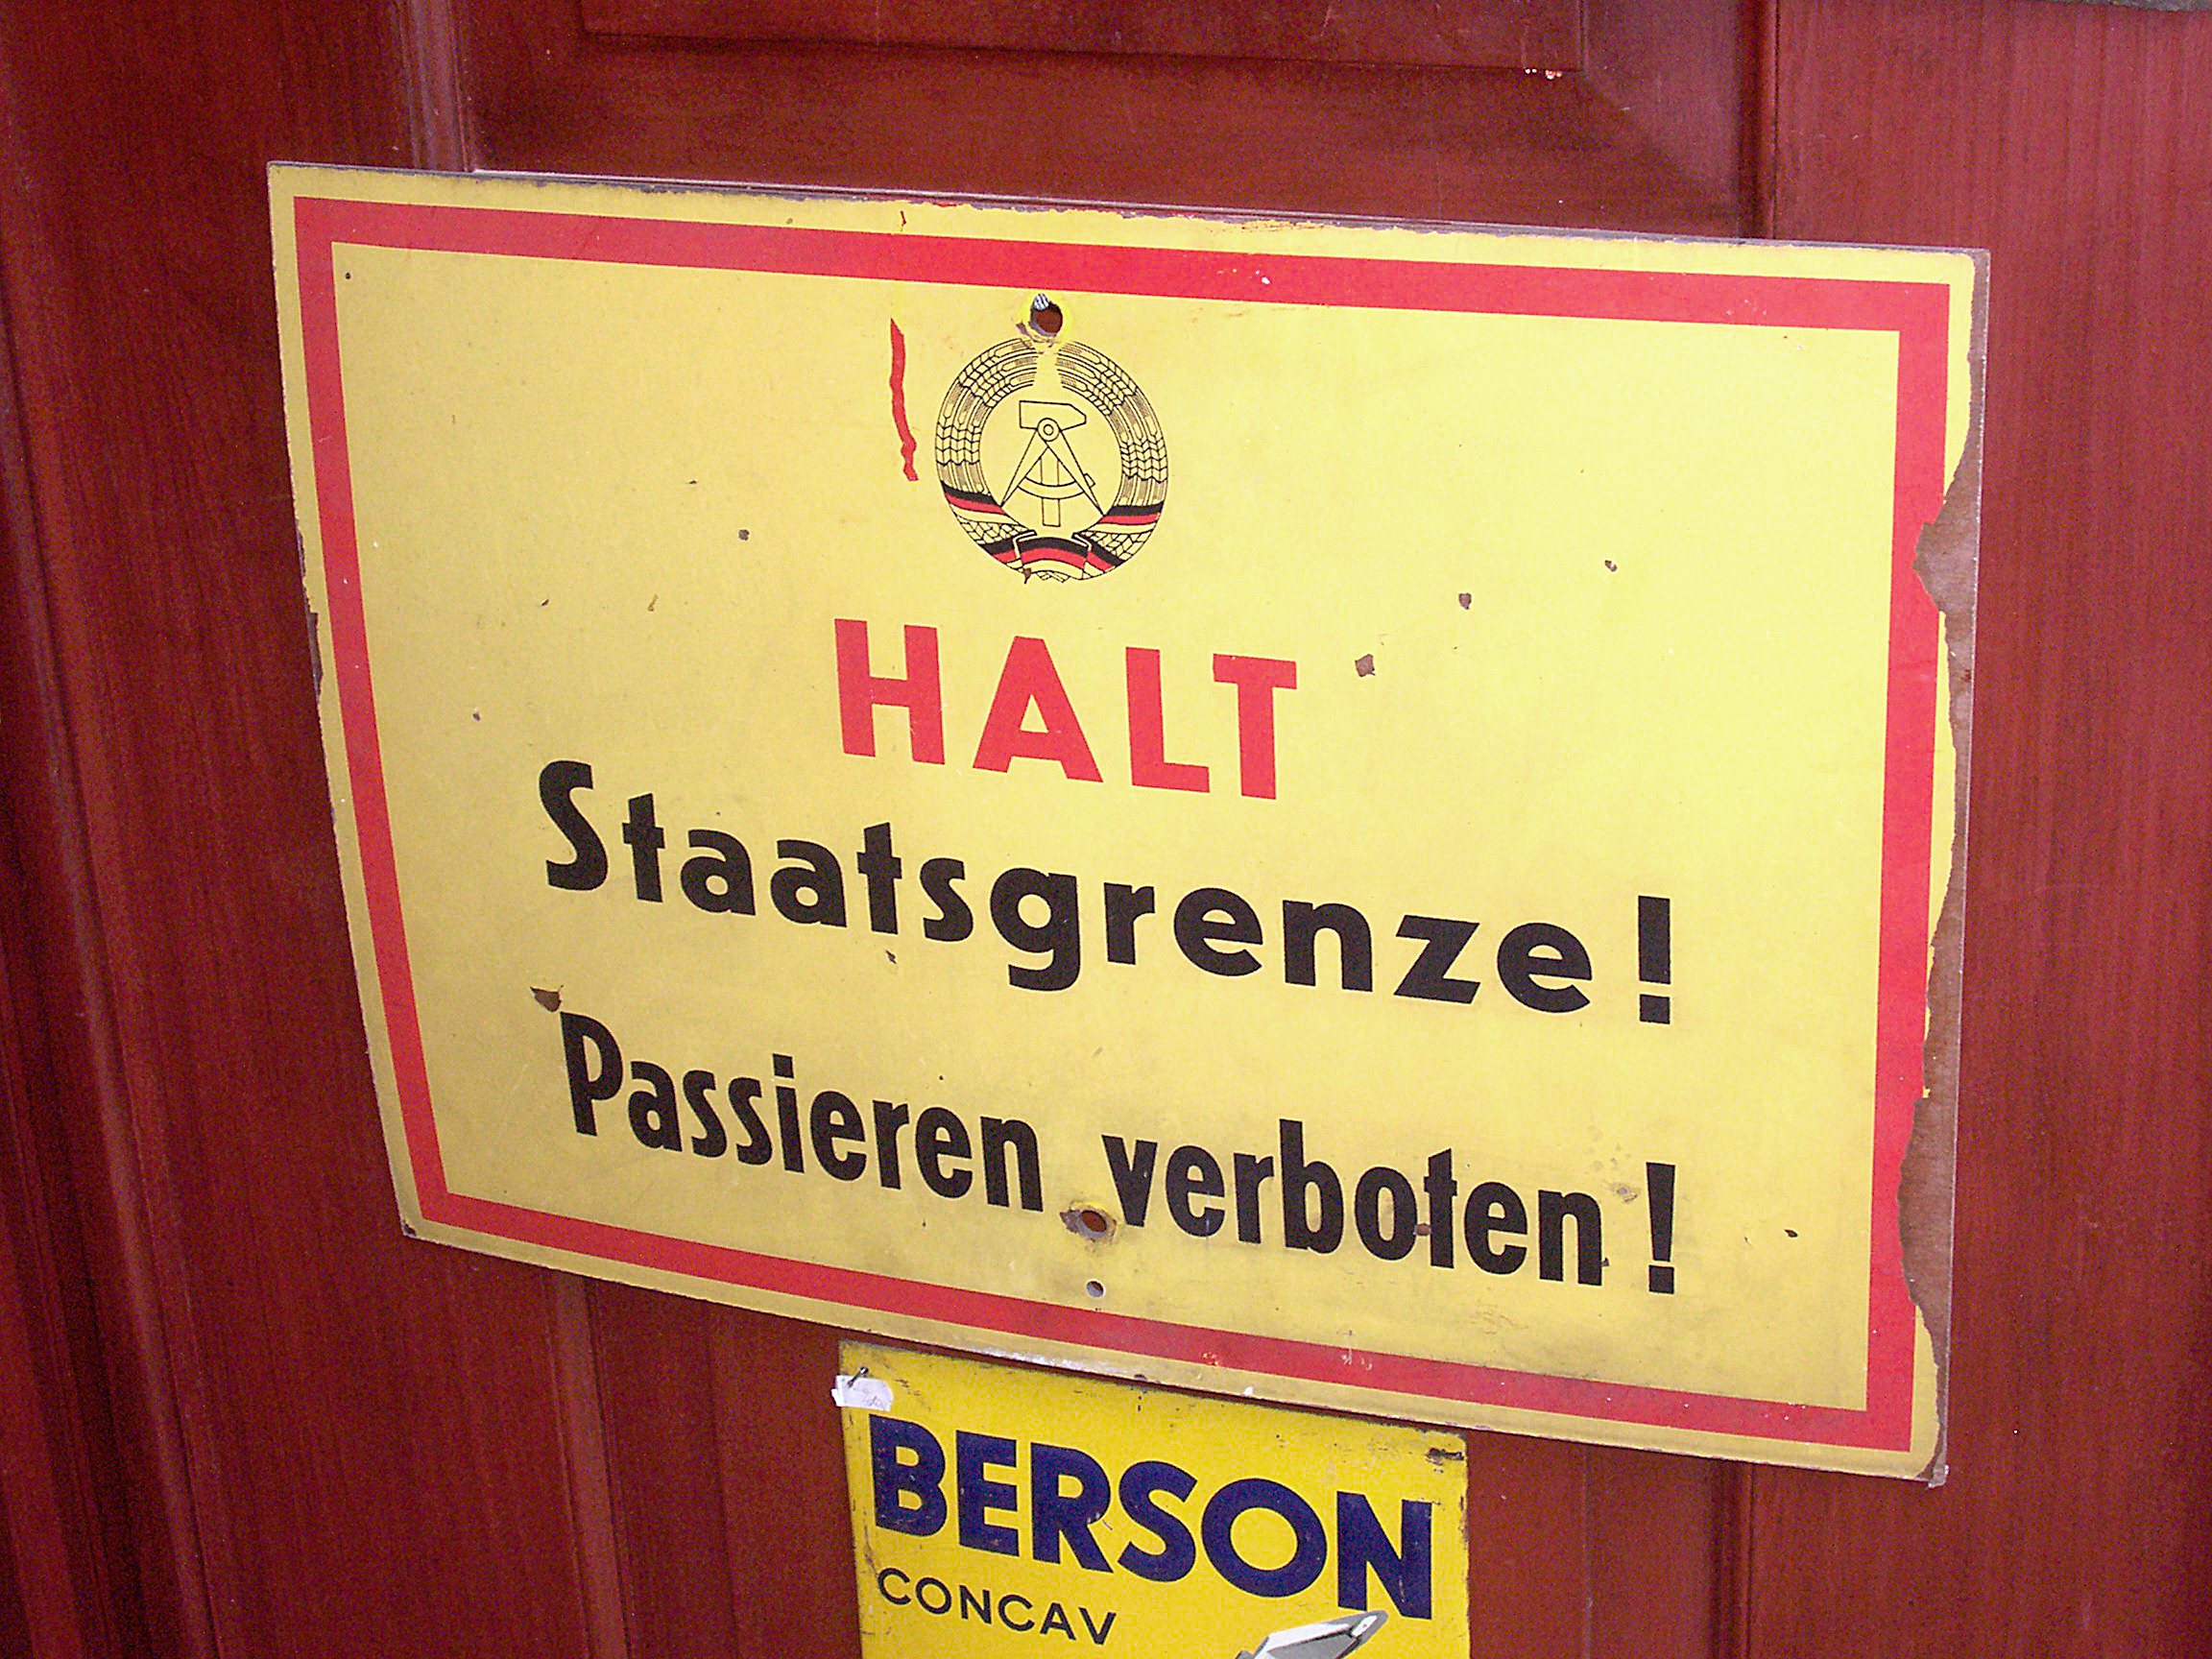 HALT
Staatsgrenze!
Passieren verboten!
BERSON
CONCAV